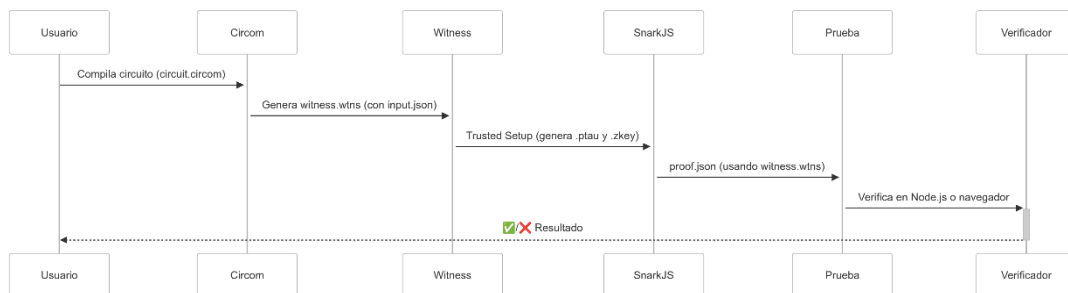 Usuario
Circom
Witness
SnarkJS
Prueba
Verificador
Compila circuito (circuit.circom)
Genera witness.wtns (con input.json)
Trusted Setup (genera .ptau y .zkey)
proof.json (usando witness.wtns)
Verifica en Node.js o navegador
✅/❌ Resultado
Usuario
Circom
Witness
SnarkJS
Prueba
Verificador